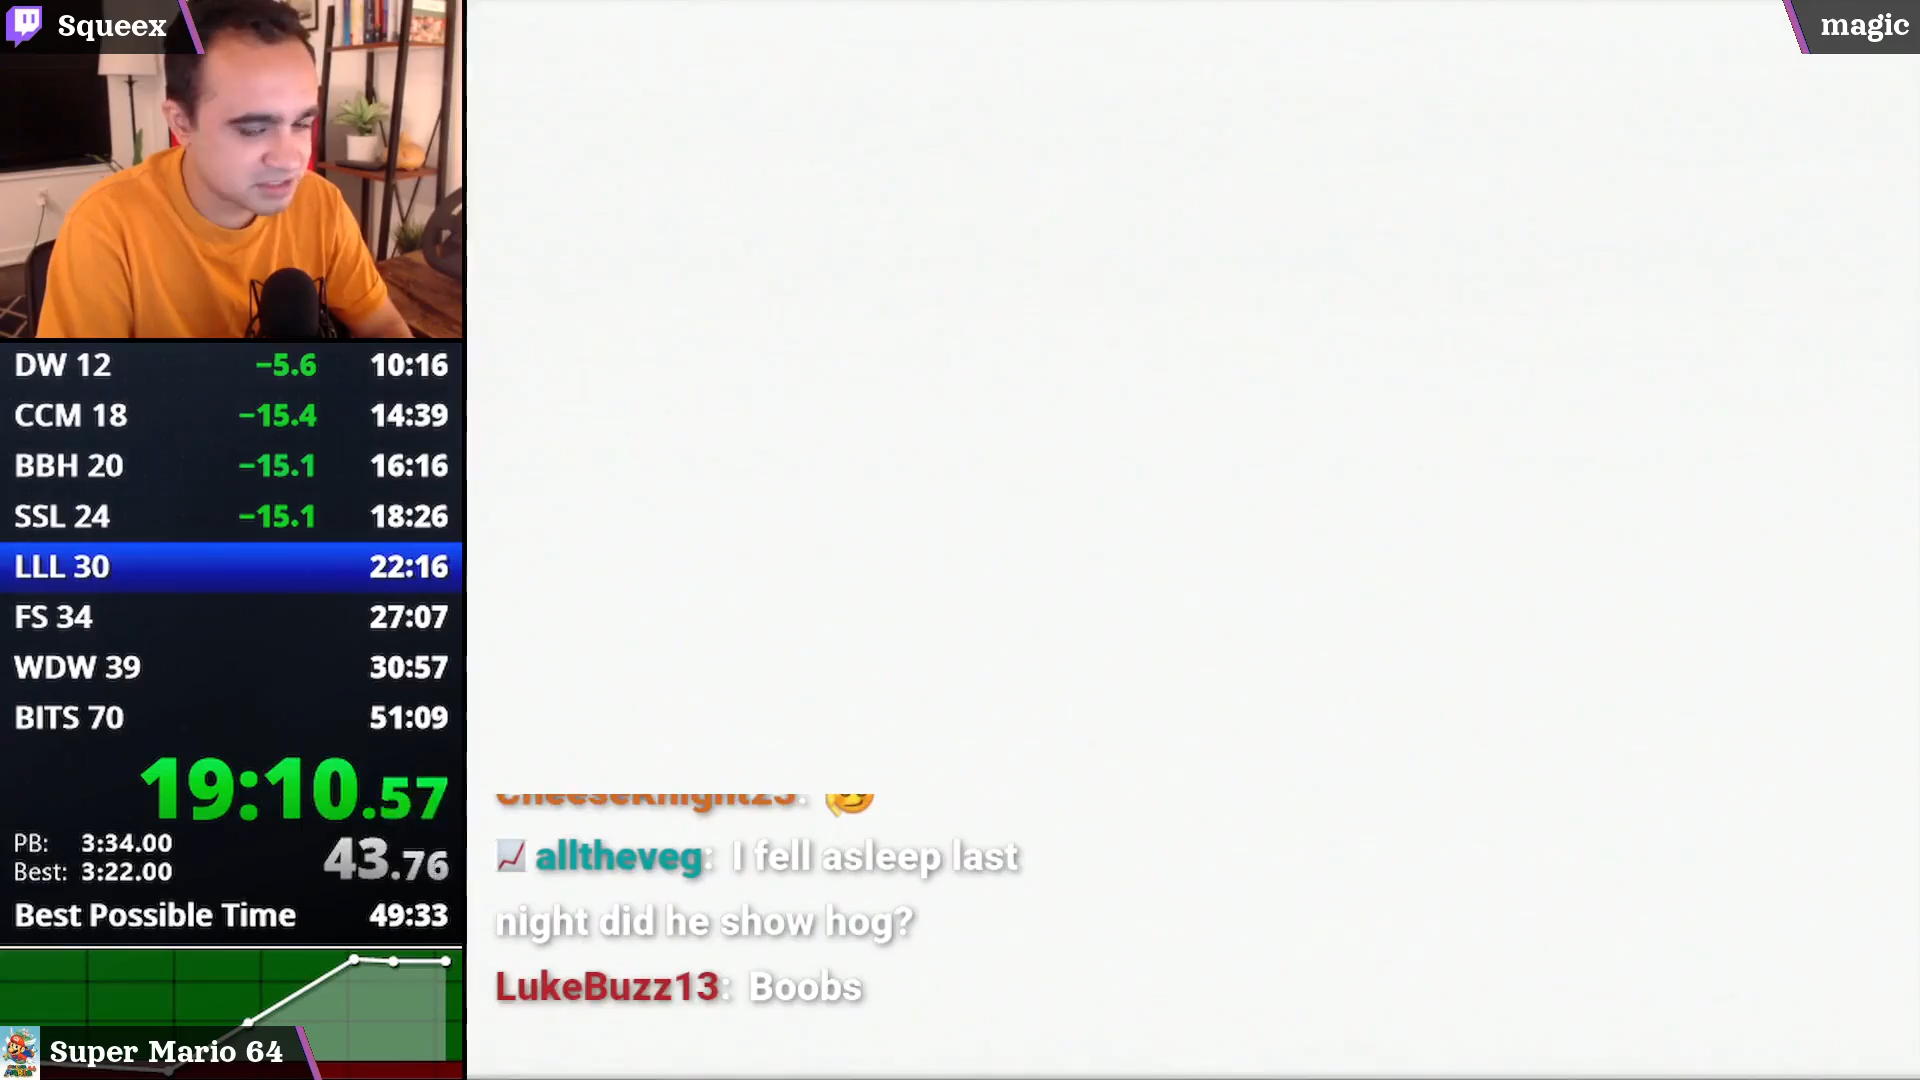 Squeex
magic
DW 12 −5.6 10:16
CCM 18 −15.4 14:39
BBH 20 −15.1 16:16
SSL 24 −15.1 18:26
LLL 30 22:16
FS 34 27:07
WDW 39 30:57
BITS 70 51:09
19:10.57
PB: 3:34.00
Best: 3:22.00
43.76
Best Possible Time 49:33
CheeseKnight23:
alltheveg: I fell asleep last
night did he show hog?
LukeBuzz13: Boobs
Super Mario 64